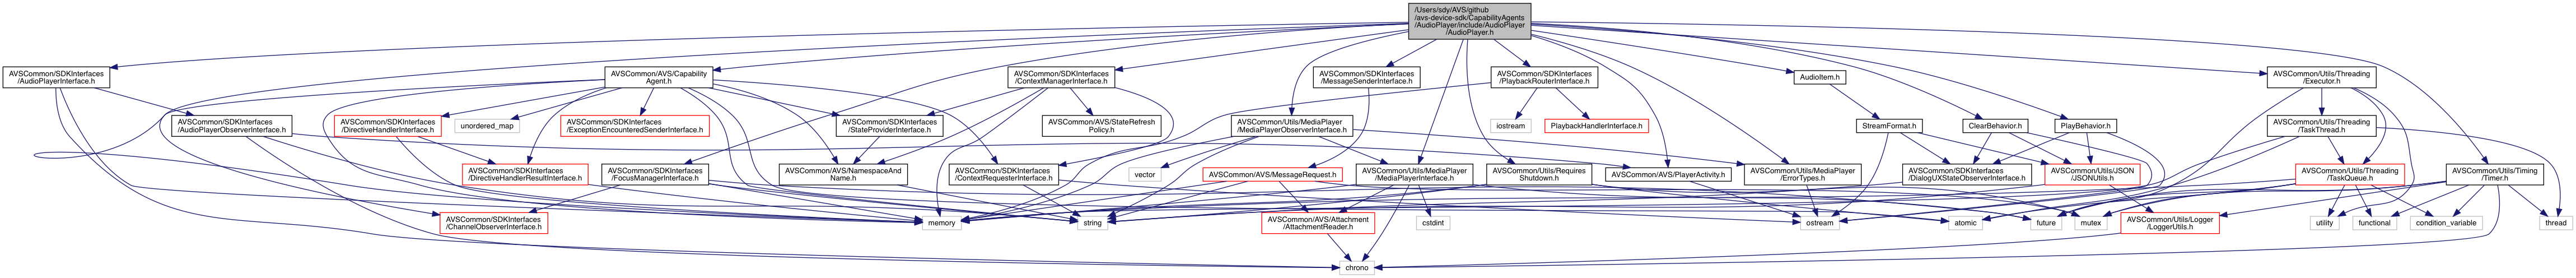 /Users/sdy/AVS/github
/avs-device-sdk/CapabilityAgents
/AudioPlayer/include/AudioPlayer
/AudioPlayer.h
AVSCommon/SDKInterfaces
/AudioPlayerInterface.h
AVSCommon/AVS/Capability
Agent.h
AVSCommon/SDKInterfaces
/ContextManagerInterface.h
AVSCommon/SDKInterfaces
/MessageSenderInterface.h
AVSCommon/SDKInterfaces
/PlaybackRouterInterface.h
AudioItem.h
AVSCommon/Utils/Threading
/Executor.h
AVSCommon/SDKInterfaces
/AudioPlayerObserverInterface.h
AVSCommon/SDKInterfaces
/DirectiveHandlerInterface.h
unordered_map
AVSCommon/SDKInterfaces
/ExceptionEncounteredSenderInterface.h
AVSCommon/SDKInterfaces
/StateProviderInterface.h
AVSCommon/AVS/StateRefresh
Policy.h
AVSCommon/Utils/MediaPlayer
/MediaPlayerObserverInterface.h
iostream
PlaybackHandlerInterface.h
StreamFormat.h
ClearBehavior.h
PlayBehavior.h
AVSCommon/Utils/Threading
/TaskThread.h
AVSCommon/SDKInterfaces
/DirectiveHandlerResultInterface.h
AVSCommon/SDKInterfaces
/FocusManagerInterface.h
AVSCommon/AVS/NamespaceAnd
Name.h
AVSCommon/SDKInterfaces
/ContextRequesterInterface.h
vector
AVSCommon/AVS/MessageRequest.h
AVSCommon/Utils/MediaPlayer
/MediaPlayerInterface.h
AVSCommon/Utils/Requires
Shutdown.h
AVSCommon/AVS/PlayerActivity.h
AVSCommon/Utils/MediaPlayer
/ErrorTypes.h
AVSCommon/SDKInterfaces
/DialogUXStateObserverInterface.h
AVSCommon/Utils/JSON
/JSONUtils.h
AVSCommon/Utils/Threading
/TaskQueue.h
AVSCommon/Utils/Timing
/Timer.h
AVSCommon/SDKInterfaces
/ChannelObserverInterface.h
memory
string
AVSCommon/AVS/Attachment
/AttachmentReader.h
cstdint
ostream
atomic
future
mutex
AVSCommon/Utils/Logger
/LoggerUtils.h
utility
functional
condition_variable
thread
chrono